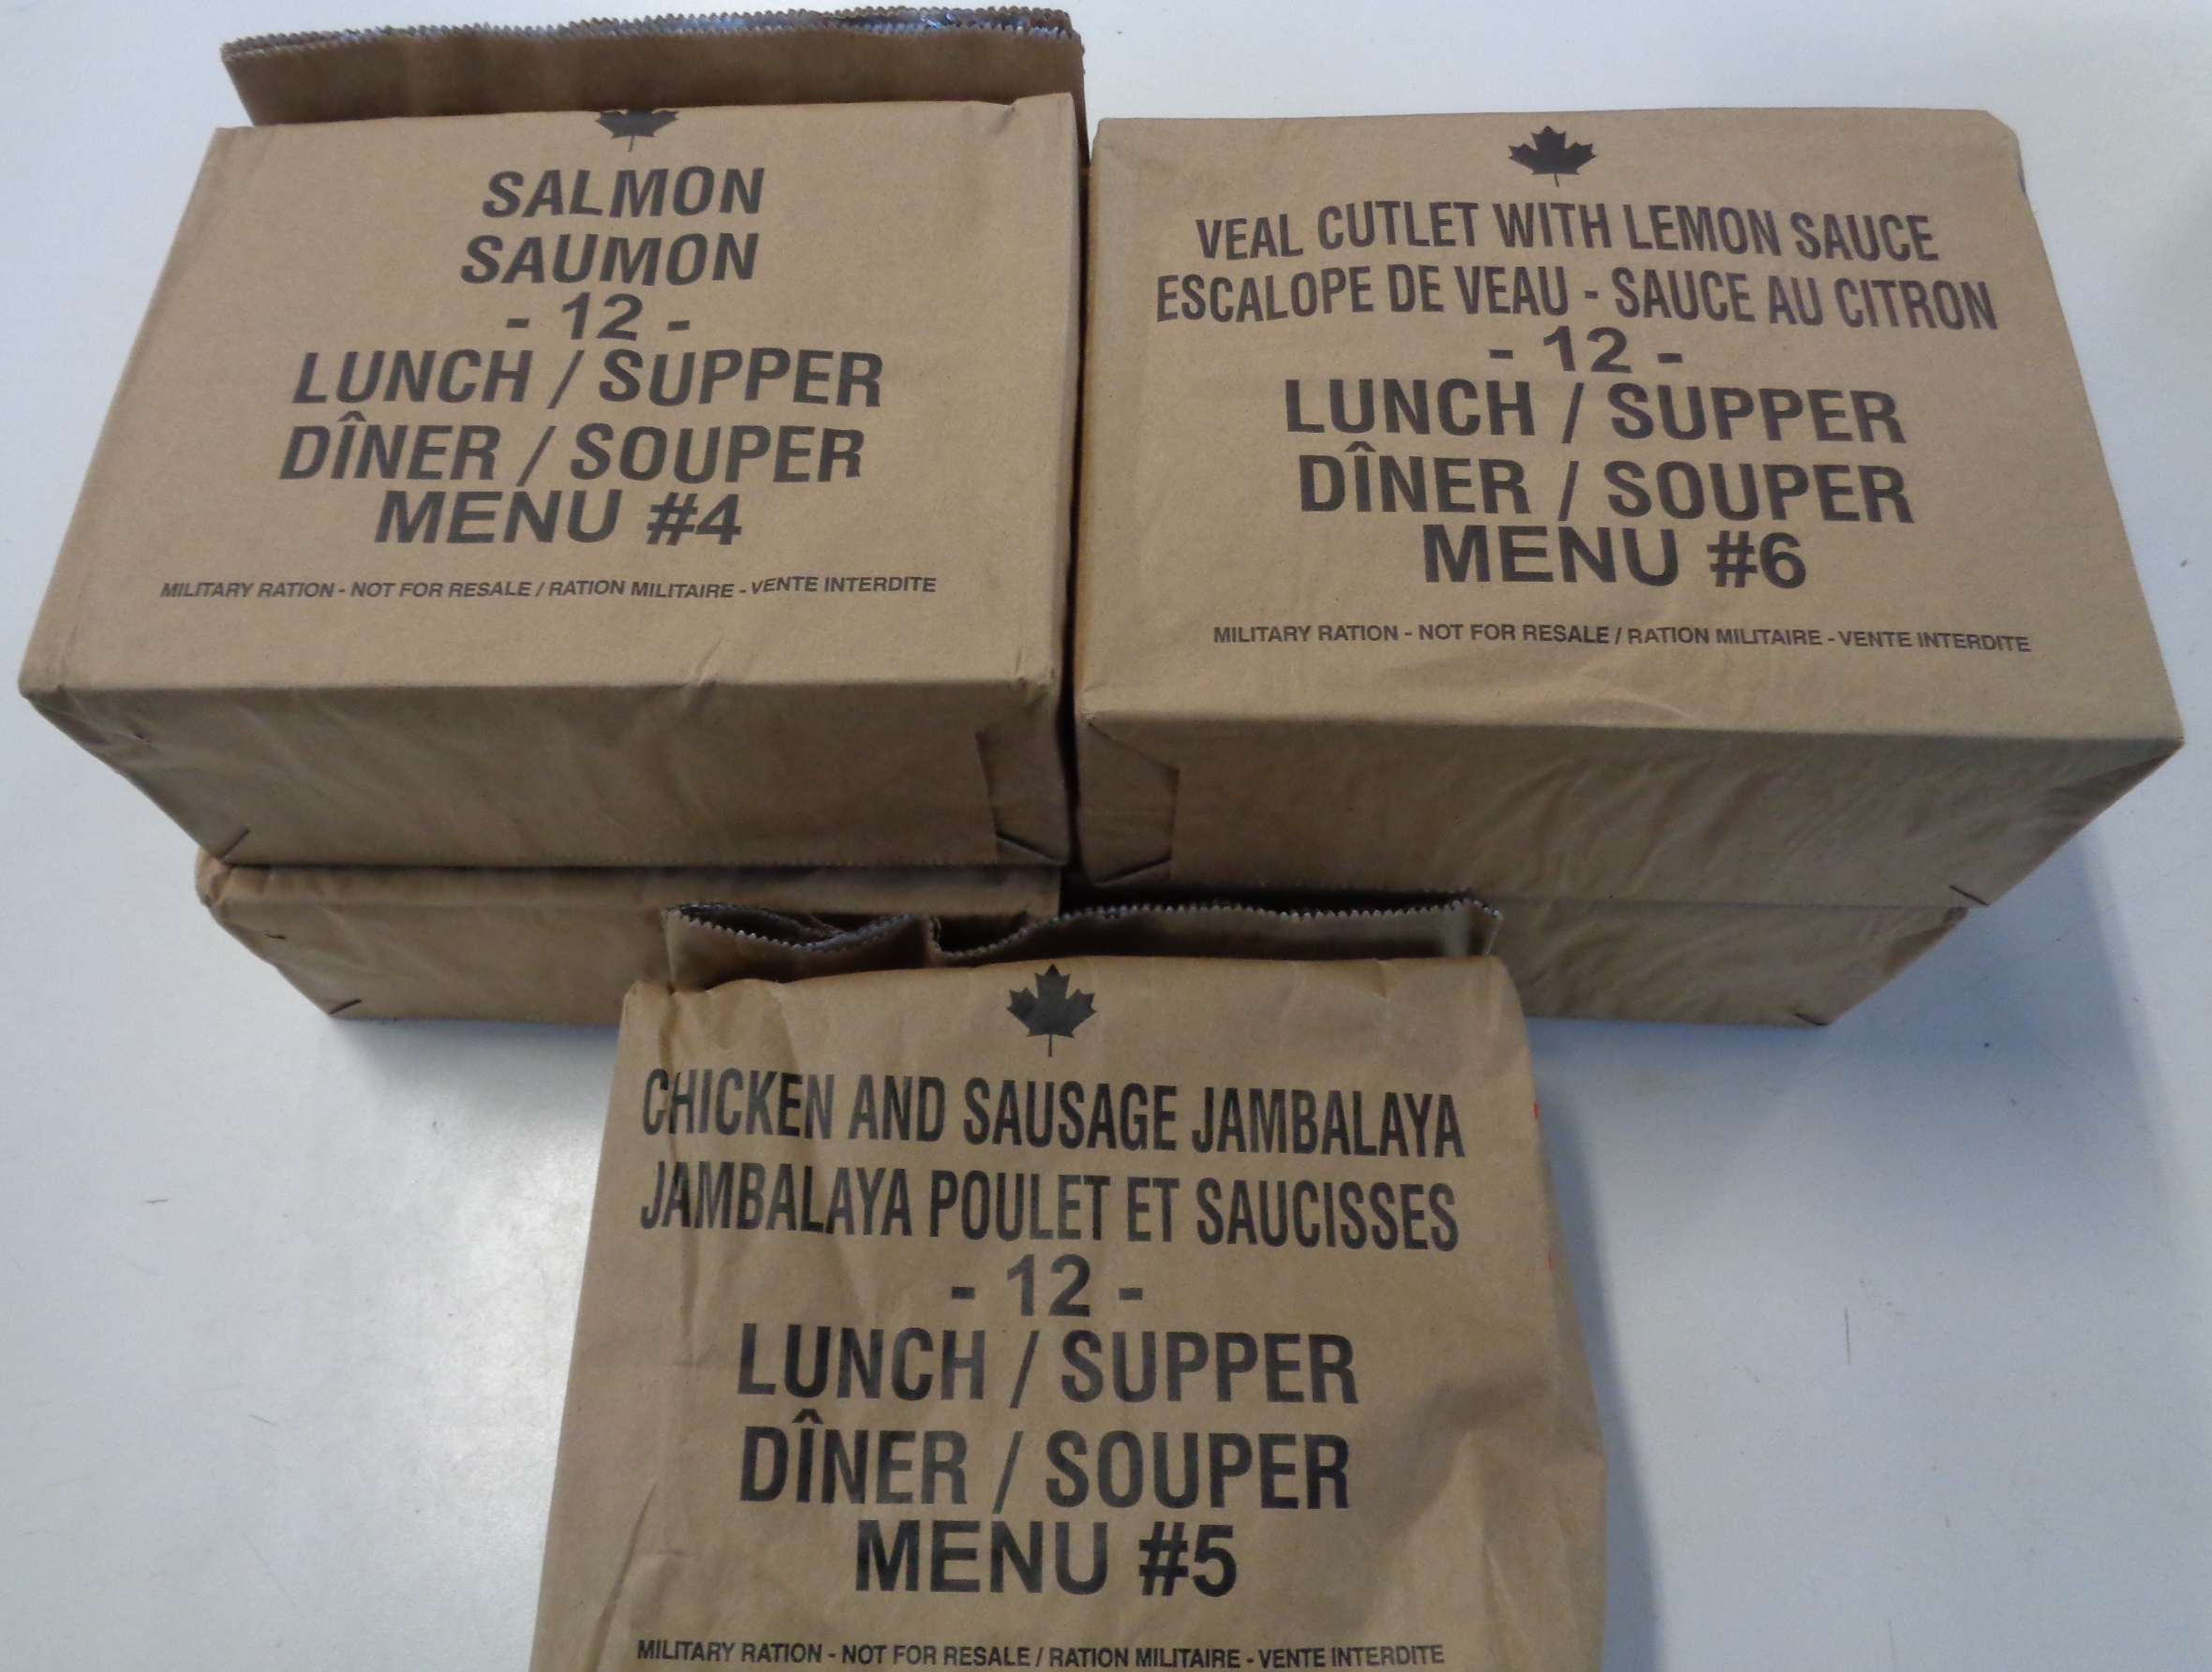 SALMON
SAUMON
- 12 -
LUNCH / SUPPER
DÎNER / SOUPER
MENU #4
MILITARY RATION - NOT FOR RESALE / RATION MILITAIRE - VENTE INTERDITE
VEAL CUTLET WITH LEMON SAUCE
ESCALOPE DE VEAU - SAUCE AU CITRON
- 12 -
LUNCH / SUPPER
DÎNER / SOUPER
MENU #6
MILITARY RATION - NOT FOR RESALE / RATION MILITAIRE - VENTE INTERDITE
CHICKEN AND SAUSAGE JAMBALAYA
JAMBALAYA POULET ET SAUCISSES
- 12 -
LUNCH / SUPPER
DÎNER / SOUPER
MENU #5
MILITARY RATION - NOT FOR RESALE / RATION MILITAIRE - VENTE INTERDITE